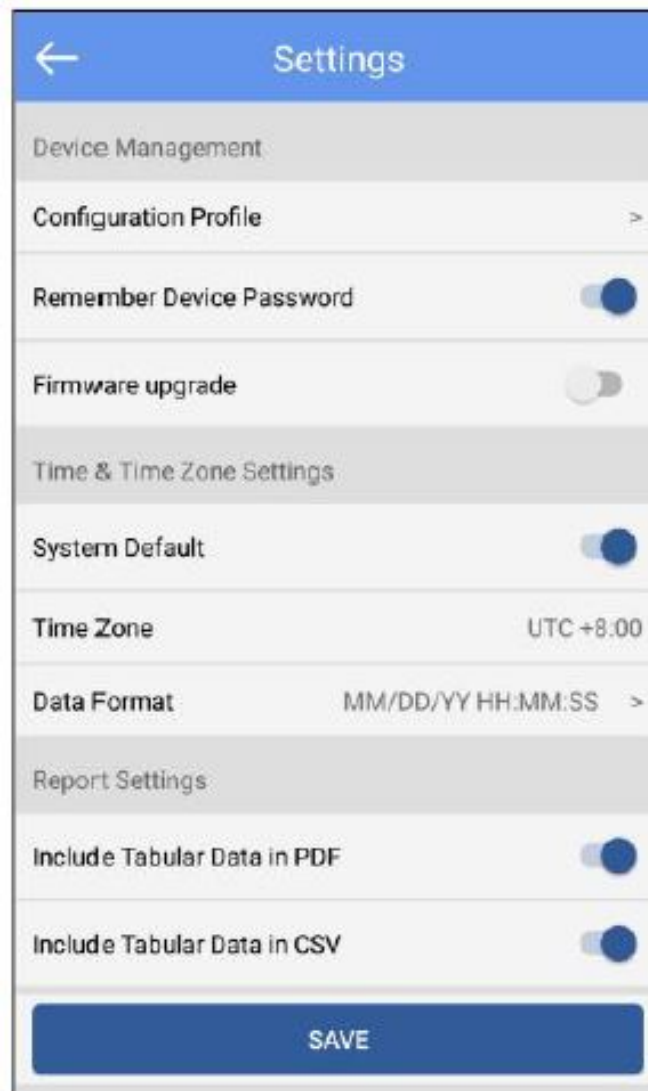 Settings
Device Management
Configuration Profile >
Remember Device Password
Firmware upgrade
Time & Time Zone Settings
System Default
Time Zone UTC +8:00
Data Format MM/DD/YY HH:MM:SS >
Report Settings
Include Tabular Data in PDF
Include Tabular Data in CSV
SAVE